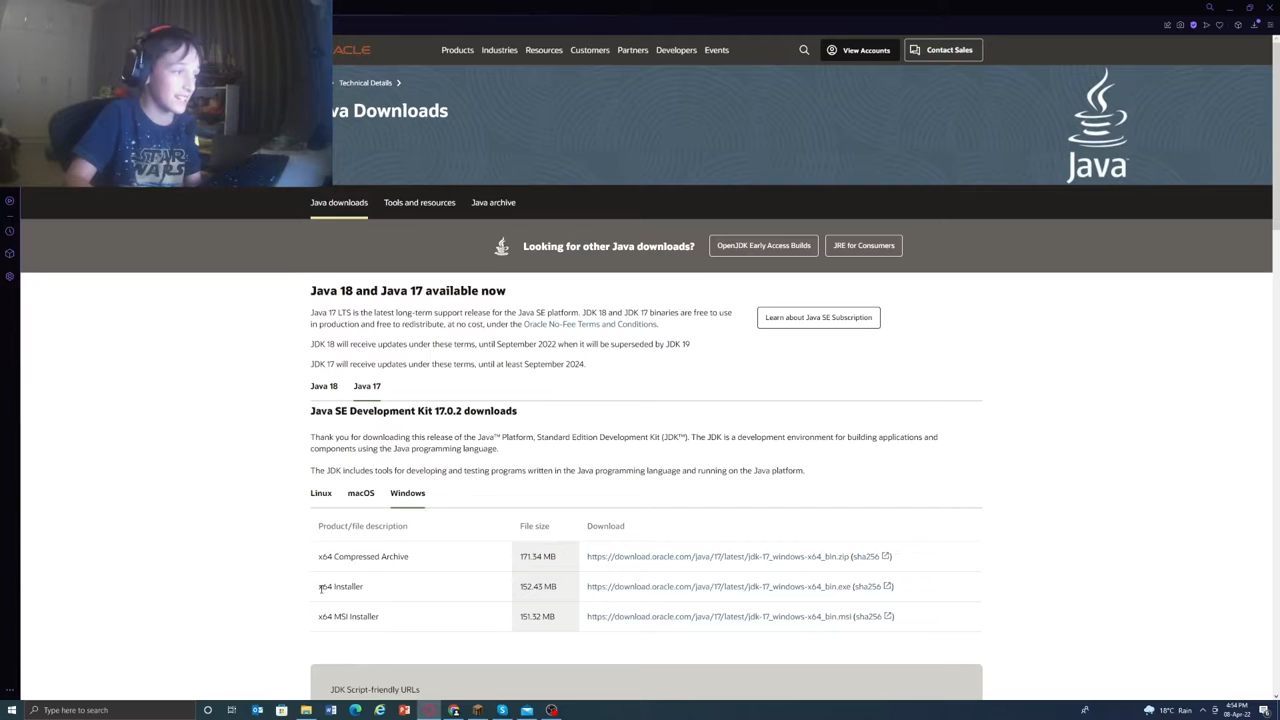 ACLE
Products Industries Resources Customers Partners Developers Events
View Accounts
Contact Sales
Technical Details
va Downloads
Java
Java downloads Tools and resources Java archive
Looking for other Java downloads? OpenJDK Early Access Builds JRE for Consumers
Java 18 and Java 17 available now
Java 17 LTS is the latest long-term support release for the Java SE platform. JDK 18 and JDK 17 binaries are free to use
in production and free to redistribute, at no cost, under the Oracle No-Fee Terms and Conditions.
Learn about Java SE Subscription
JDK 18 will receive updates under these terms, until September 2022 when it will be superseded by JDK 19
JDK 17 will receive updates under these terms, until at least September 2024.
Java 18 Java 17
Java SE Development Kit 17.0.2 downloads
Thank you for downloading this release of the Java™ Platform, Standard Edition Development Kit (JDK™). The JDK is a development environment for building applications and
components using the Java programming language.
The JDK includes tools for developing and testing programs written in the Java programming language and running on the Java platform.
Linux macOS Windows
Product/file description File size Download
x64 Compressed Archive 171.34 MB https://download.oracle.com/java/17/latest/jdk-17_windows-x64_bin.zip (sha256)
x64 Installer 152.43 MB https://download.oracle.com/java/17/latest/jdk-17_windows-x64_bin.exe (sha256)
x64 MSI Installer 151.32 MB https://download.oracle.com/java/17/latest/jdk-17_windows-x64_bin.msi (sha256)
JDK Script-friendly URLs
STAR
WARS
Type here to search
18°C Rain
4:54 PM
08-Apr-22